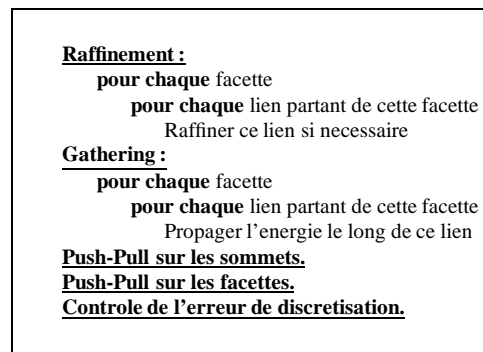 Raffinement :
pour chaque facette
pour chaque lien partant de cette facette
Raffiner ce lien si necessaire
Gathering :
pour chaque facette
pour chaque lien partant de cette facette
Propager l'energie le long de ce lien
Push-Pull sur les sommets.
Push-Pull sur les facettes.
Controle de l'erreur de discretisation.